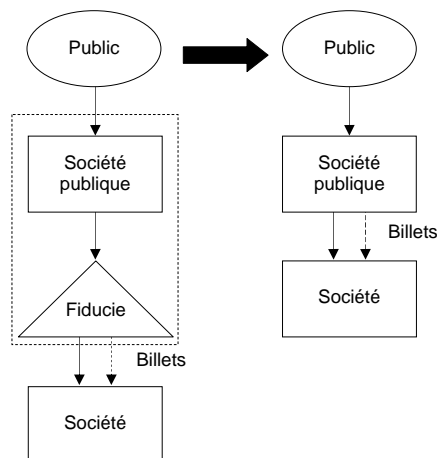 Public
Société
publique
Fiducie
Billets
Société
Public
Société
publique
Billets
Société